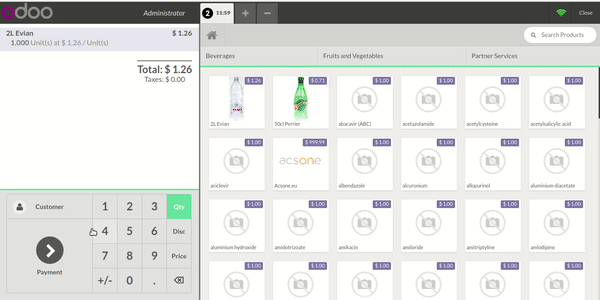 odoo
Administrator
2 11:59
+
−
Close
Search Products
2L Evian $ 1.26
1.000 Unit(s) at $ 1.26 / Unit(s)
Total: $ 1.26
Taxes: $ 0.00
Beverages Fruits and Vegetables Partner Services
$ 1.26 $ 0.71 $ 1.00 $ 1.00 $ 1.00 $ 1.00
2L Evian 50cl Perrier abacavir (ABC) acetazolamide acetylcysteine acetylsalicylic acid
$ 1.00 $ 999.99 $ 1.00 $ 1.00 $ 1.00 $ 1.00
acsone
aciclovir Acsone.eu albendazole alcuronium allopurinol aluminium diacetate
$ 1.00 $ 1.00 $ 1.00 $ 1.00 $ 1.00 $ 1.00
aluminium hydroxide amidotrizoate amikacin amiloride amitriptyline amlodipine
$ 1.00 $ 1.00 $ 1.00 $ 1.00 $ 1.00 $ 1.00
Customer 1 2 3 Qty
4 5 6 Disc
Payment 7 8 9 Price
+/- 0 .